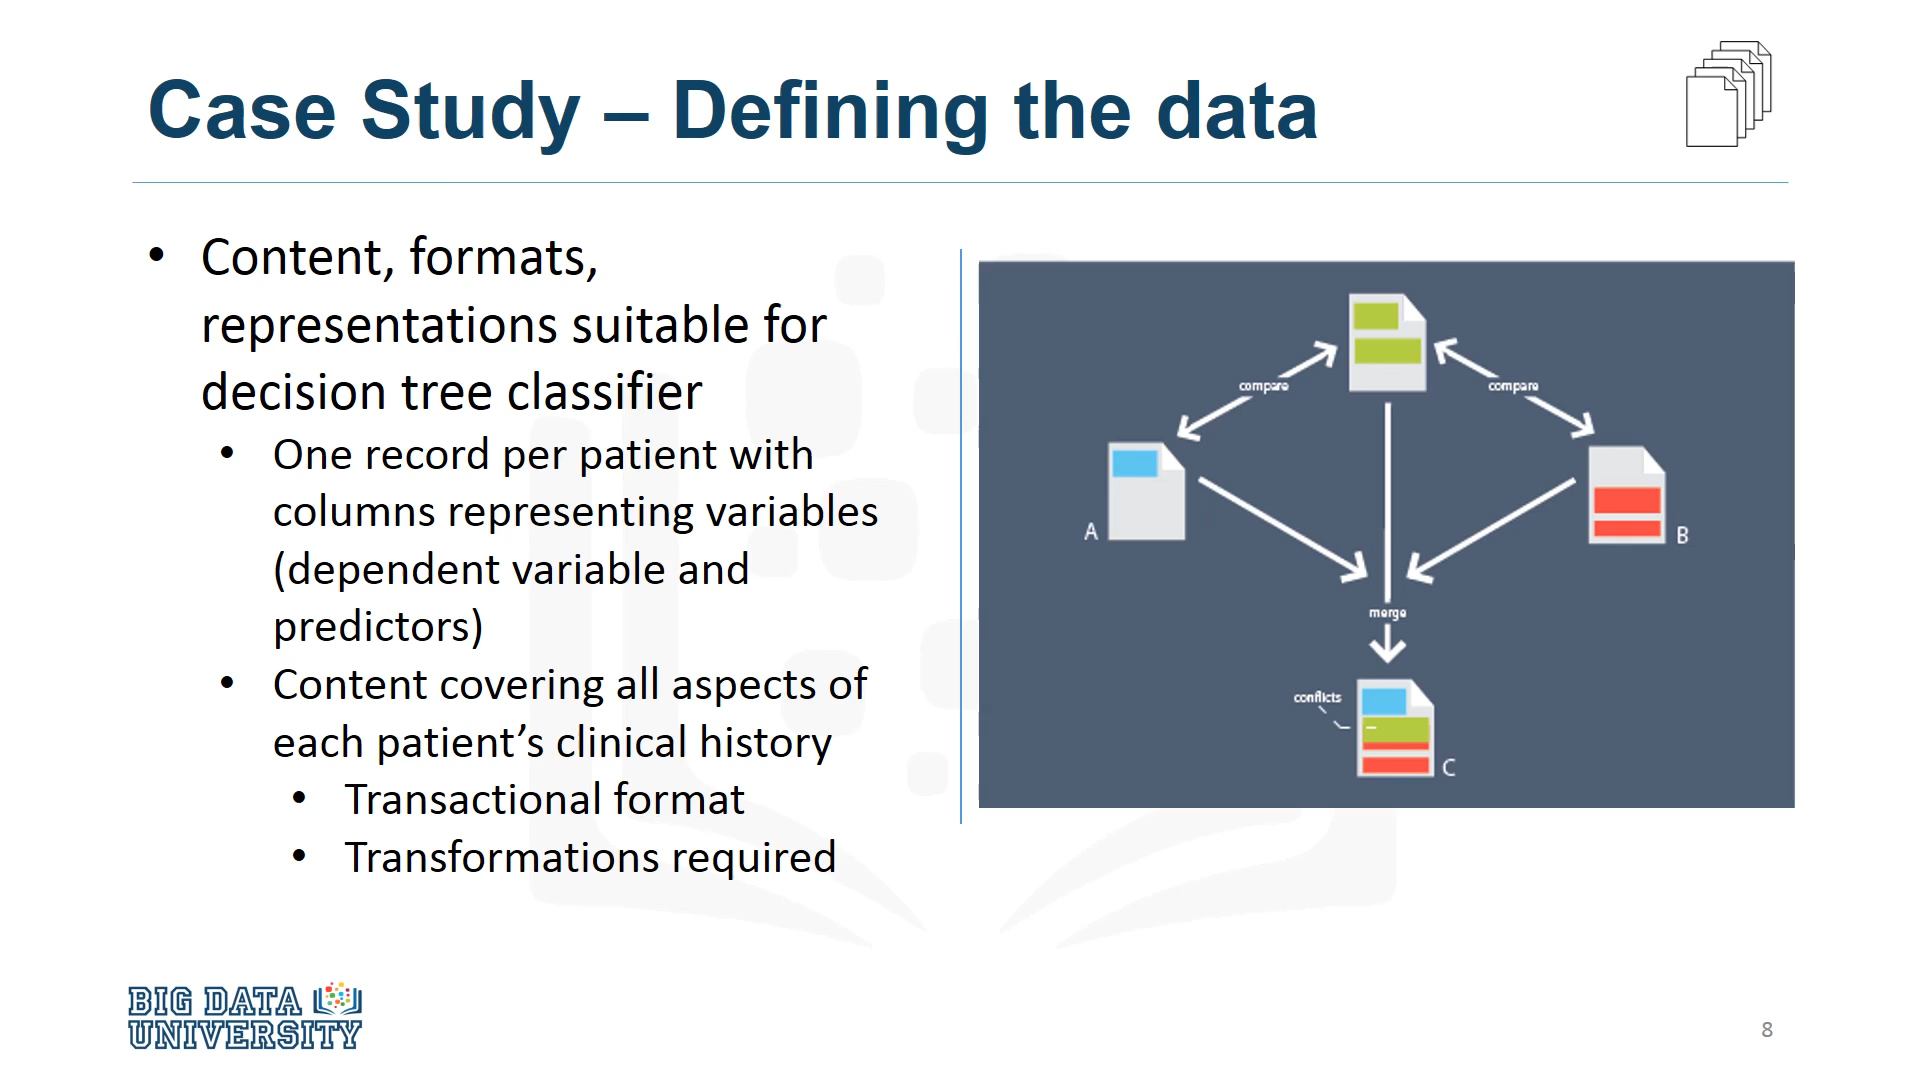 Case Study – Defining the data
• Content, formats,
representations suitable for
decision tree classifier
• One record per patient with
columns representing variables
(dependent variable and
predictors)
• Content covering all aspects of
each patient’s clinical history
• Transactional format
• Transformations required
compare
compare
A
B
merge
conflicts
C
BIG DATA
UNIVERSITY
8